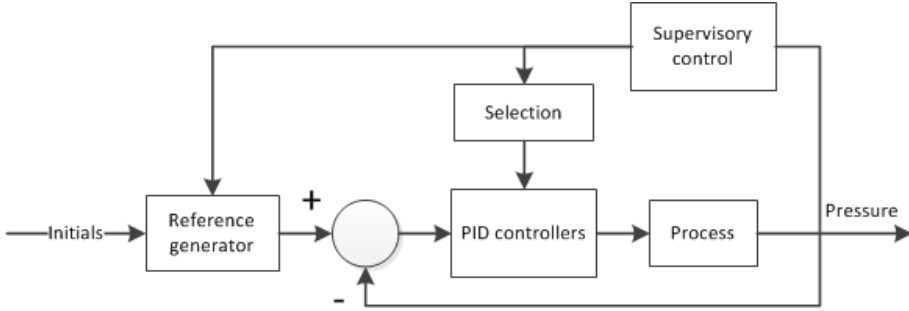 Supervisory
control
Selection
Pressure
+
Initials
Reference
generator
PID controllers
Process
-